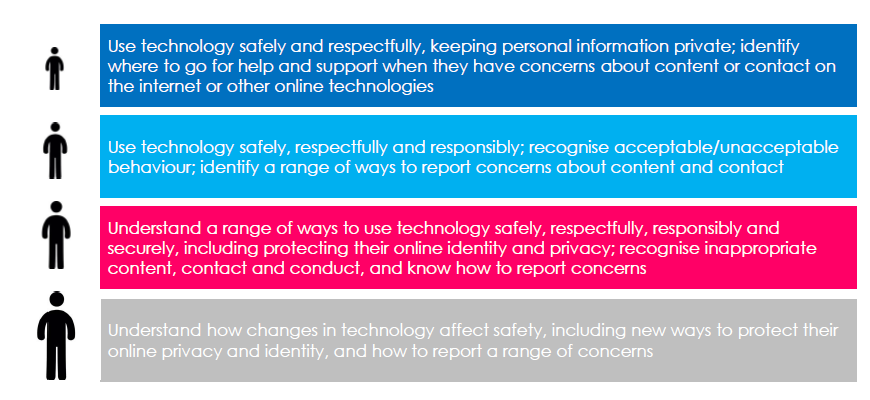 Use technology safely and respectfully, keeping personal information private; identify
where to go for help and support when they have concerns about content or contact on
the internet or other online technologies
Use technology safely, respectfully and responsibly; recognise acceptable/unacceptable
behaviour; identify a range of ways to report concerns about content and contact
Understand a range of ways to use technology safely, respectfully, responsibly and
securely, including protecting their online identity and privacy; recognise inappropriate
content, contact and conduct, and know how to report concerns
Understand how changes in technology affect safety, including new ways to protect their
online privacy and identity, and how to report a range of concerns